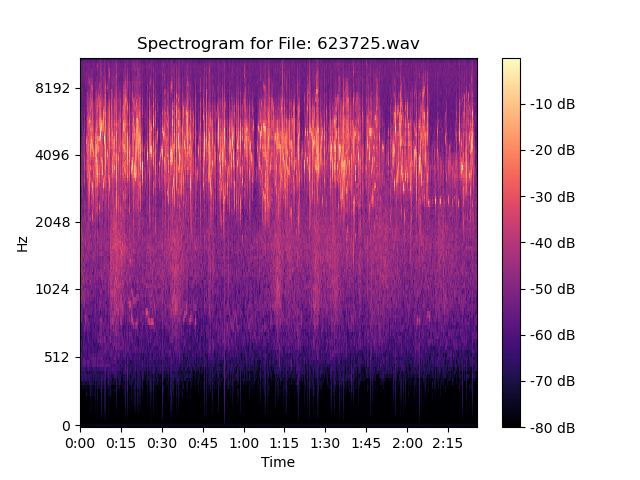 Spectrogram for File: 623725.wav
8192
4096
2048
1024
512
0
Hz
0:00 0:15 0:30 0:45 1:00 1:15 1:30 1:45 2:00 2:15
Time
-10 dB
-20 dB
-30 dB
-40 dB
-50 dB
-60 dB
-70 dB
-80 dB